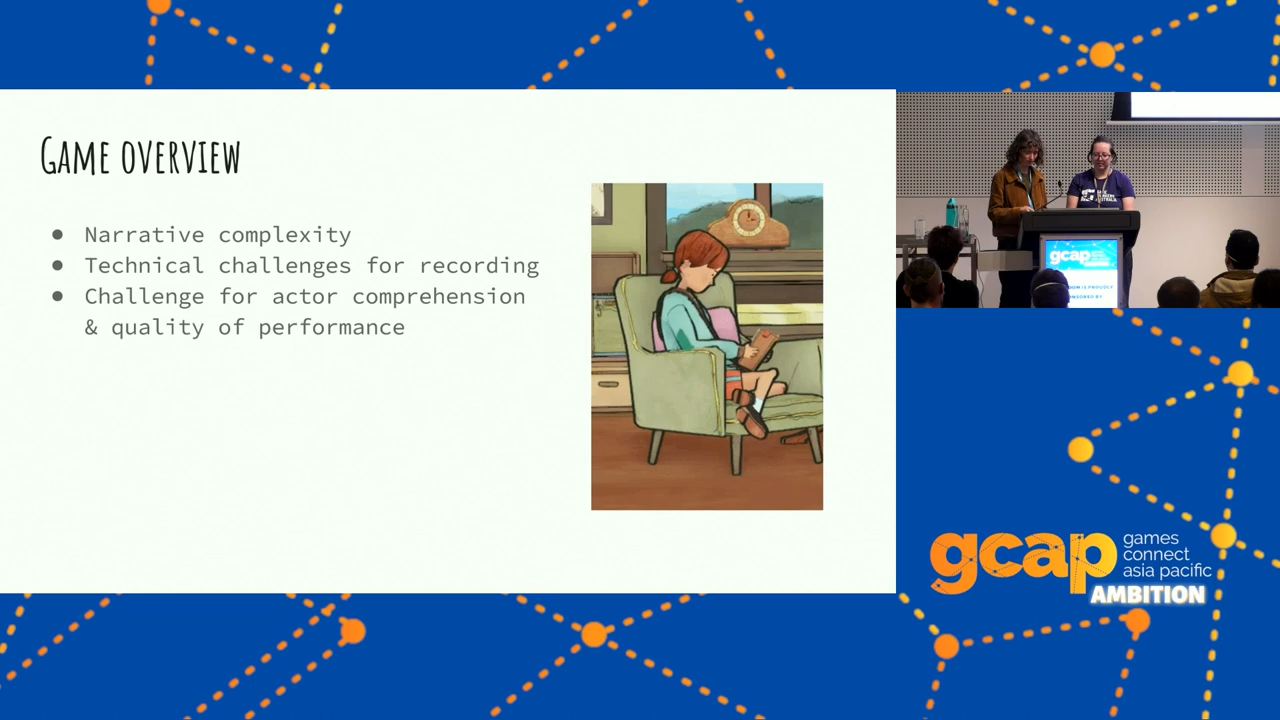 Game overview
● Narrative complexity
● Technical challenges for recording
● Challenge for actor comprehension
& quality of performance
gcap
gcap
games
connect
asia pacific
AMBITION